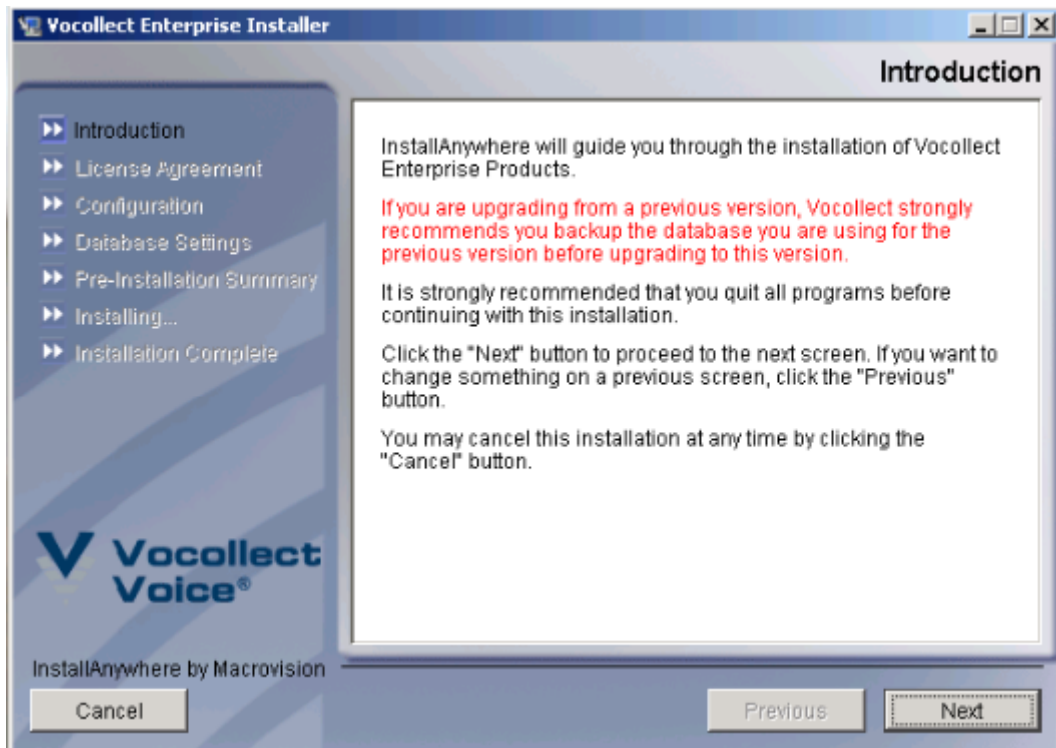 Vocollect Enterprise Installer
Introduction
Introduction
License Agreement
Configuration
Database Settings
Pre-Installation Summary
Installing...
Installation Complete
InstallAnywhere will guide you through the installation of Vocollect
Enterprise Products.
If you are upgrading from a previous version, Vocollect strongly
recommends you backup the database you are using for the
previous version before upgrading to this version.
It is strongly recommended that you quit all programs before
continuing with this installation.
Click the "Next" button to proceed to the next screen. If you want to
change something on a previous screen, click the "Previous"
button.
You may cancel this installation at any time by clicking the
"Cancel" button.
Vocollect
Voice®
InstallAnywhere by Macrovision
Cancel
Previous
Next